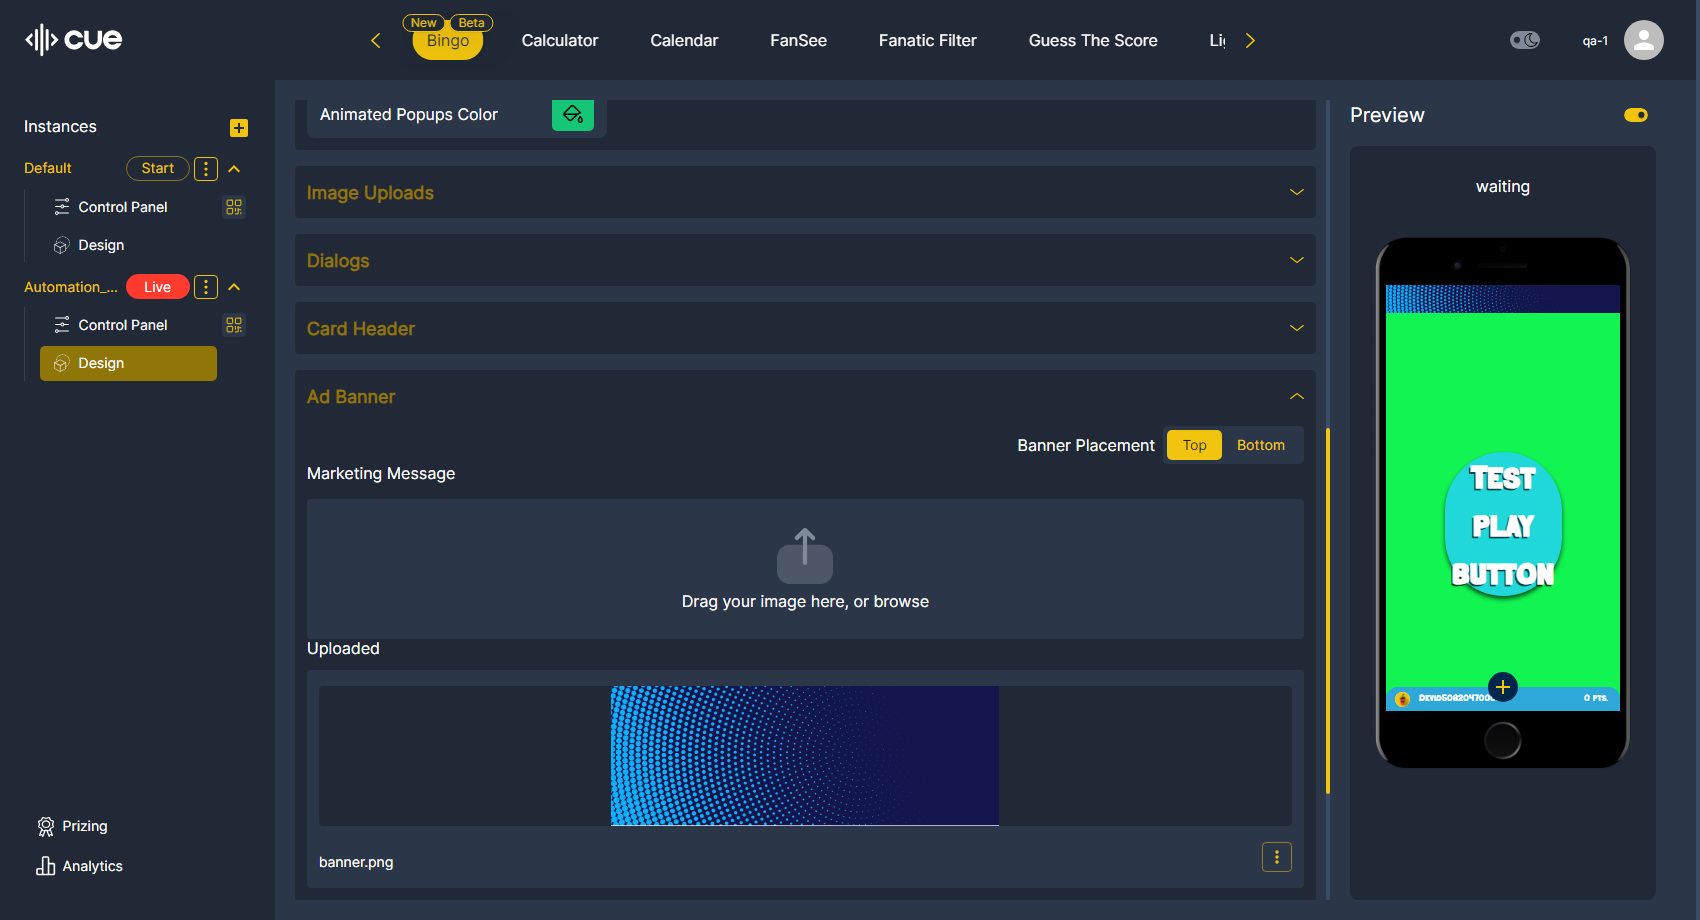 cue
New Beta
Bingo
Calculator
Calendar
FanSee
Fanatic Filter
Guess The Score
qa-1
Instances
Default
Start
Control Panel
Design
Automation_...
Live
Control Panel
Design
Prizing
Analytics
Animated Popups Color
Image Uploads
Dialogs
Card Header
Ad Banner
Banner Placement
Top
Bottom
Marketing Message
Drag your image here, or browse
Uploaded
banner.png
Preview
waiting
TEST
PLAY
BUTTON
0 PTS.